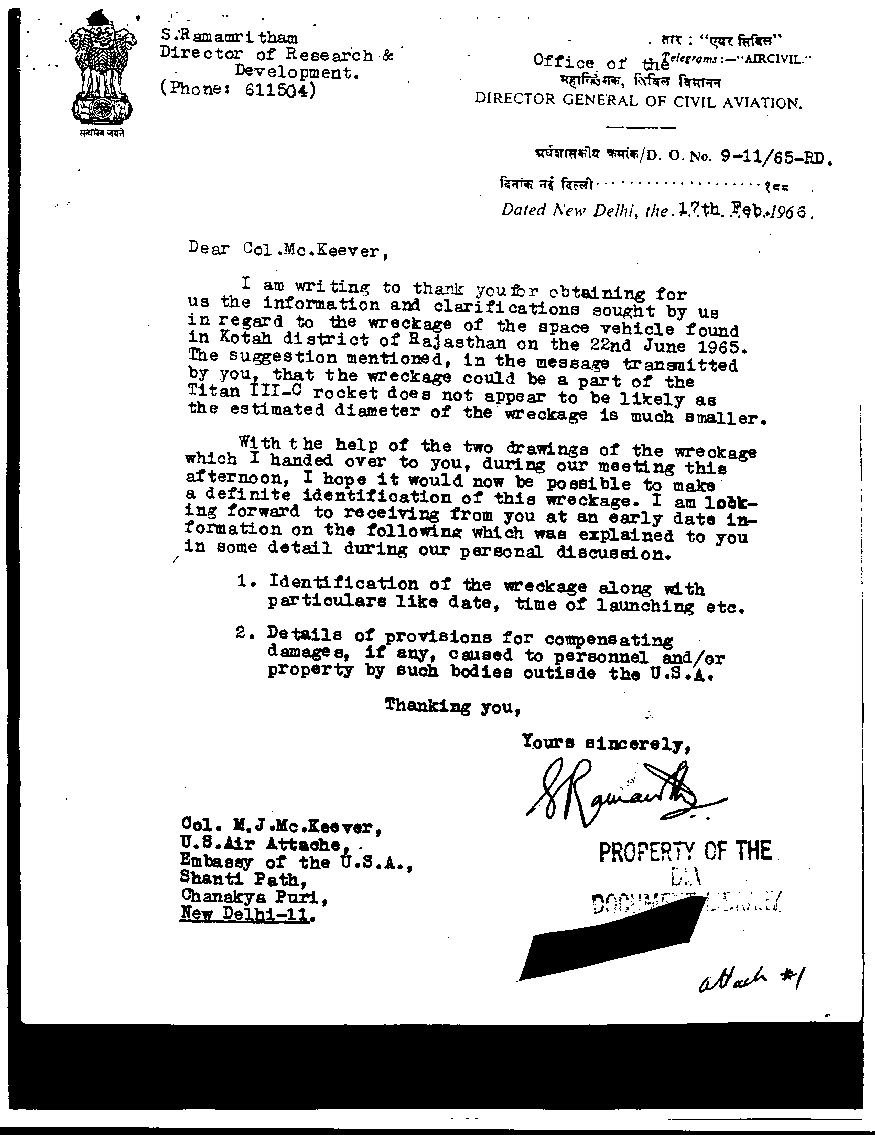 S.Ramamritham
Director of Research &
Development.
(Phone: 611504)
सत्यमेव जयते
तार : “एयर सिविल”
Office of the Telegrams:—"AIRCIVIL"
महानिदेशक, सिविल विमानन
DIRECTOR GENERAL OF CIVIL AVIATION.
अर्धशासकीय क्रमांक/D. O. No. 9-11/65-RD.
दिनांक नई दिल्ली....................१८८
Dated New Delhi, the.17th. Feb.1966.
Dear Col.Mc.Keever,
I am writing to thank you for obtaining for
us the information and clarifications sought by us
in regard to the wreckage of the space vehicle found
in Kotah district of Rajasthan on the 22nd June 1965.
The suggestion mentioned, in the message transmitted
by you, that the wreckage could be a part of the
Titan III-C rocket does not appear to be likely as
the estimated diameter of the wreckage is much smaller.
With the help of the two drawings of the wreckage
which I handed over to you, during our meeting this
afternoon, I hope it would now be possible to make
a definite identification of this wreckage. I am look-
ing forward to receiving from you at an early date in-
formation on the following which was explained to you
in some detail during our personal discussion.
1. Identification of the wreckage along with
particulars like date, time of launching etc.
2. Details of provisions for compensating
damages, if any, caused to personnel and/or
property by such bodies outisde the U.S.A.
Thanking you,
Yours sincerely,
SRamamritham
Col. M.J.Mc.Keever,
U.S.Air Attache,
Embassy of the U.S.A.,
Shanti Path,
Chanakya Puri,
New Delhi-11.
PROPERTY OF THE
DIA
DOCUMENT LIBRARY
Attach #1